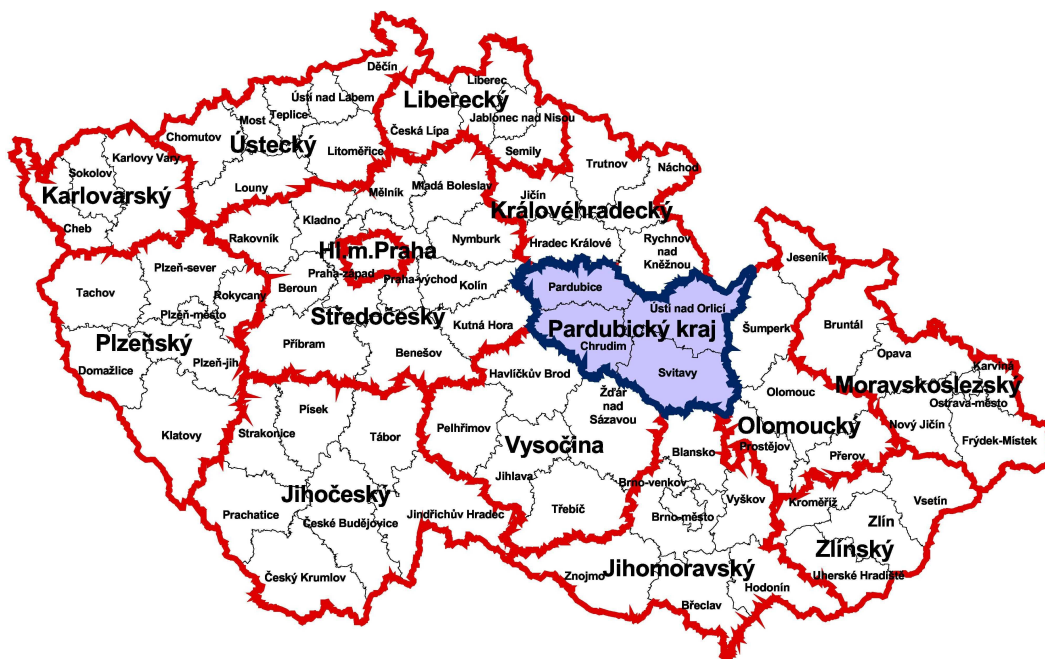 Děčín
Liberec
Ústí nad Labem
Liberecký
Teplice
Most
Jablonec nad Nisou
Chomutov
Česká Lípa
Ústecký
Litoměřice
Semily
Karlovy Vary
Trutnov
Náchod
Sokolov
Louny
Mělník
Mladá Boleslav
Jičín
Karlovarský
Královéhradecký
Kladno
Cheb
Rakovník
Nymburk
Hradec Králové
Rychnov
nad
Kněžnou
Hl.m.Praha
Jeseník
Plzeň-sever
Praha-západ
Praha-východ
Beroun
Kolín
Pardubice
Tachov
Rokycany
Ústí nad Orlicí
Plzeň-město
Středočeský
Kutná Hora
Pardubický kraj
Šumperk
Bruntál
Plzeňský
Příbram
Benešov
Chrudim
Opava
Plzeň-jih
Domažlice
Havlíčkův Brod
Svitavy
Karviná
Moravskoslezský
Žďár
nad
Sázavou
Olomouc
Ostrava-město
Písek
Pelhřimov
Olomoucký
Nový Jičín
Strakonice
Tábor
Klatovy
Vysočina
Prostějov
Frýdek-Místek
Blansko
Přerov
Jihlava
Brno-venkov
Jihočeský
Vyškov
Kroměříž
Vsetín
Třebíč
Prachatice
České Budějovice
Jindřichův Hradec
Brno-město
Zlín
Zlínský
Český Krumlov
Znojmo
Jihomoravský
Uherské Hradiště
Hodonín
Břeclav